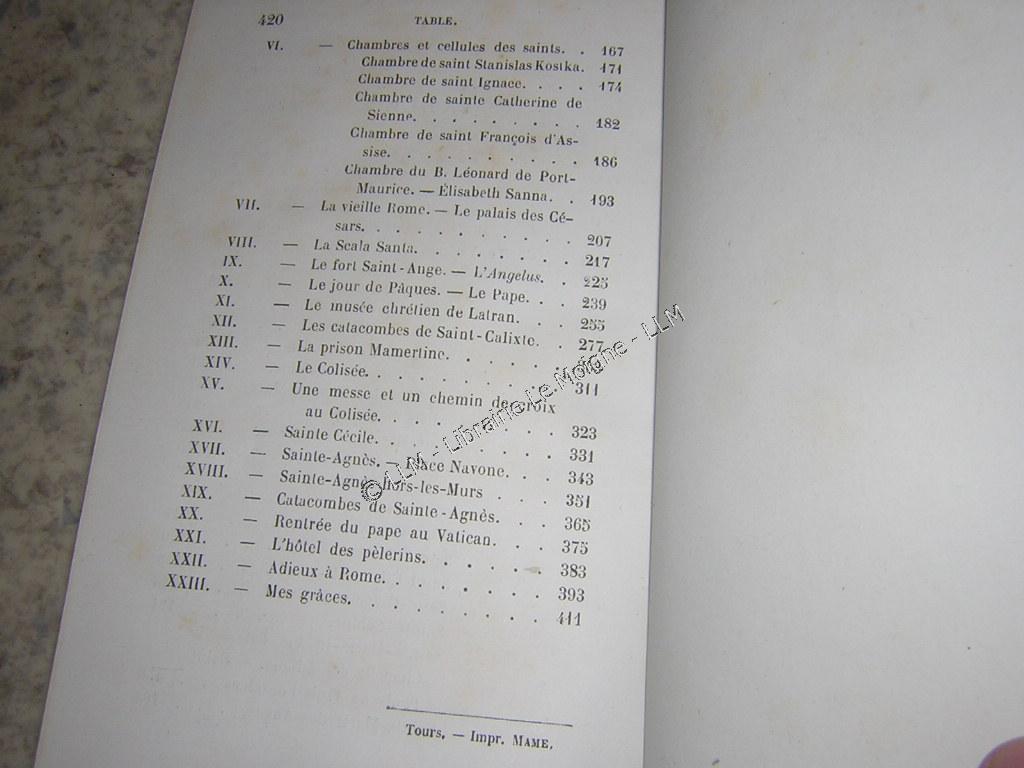 420 TABLE.
VI. — Chambres et cellules des saints. . 167
Chambre de saint Stanislas Kostka. 171
Chambre de saint Ignace. . . . 174
Chambre de sainte Catherine de
Sienne. . . . . . . . . 182
Chambre de saint François d'As-
sise. . . . . . . . . . 186
Chambre du B. Léonard de Port-
Maurice. — Élisabeth Sanna. . 193
VII. — La vieille Rome. — Le palais des Cé-
sars. . . . . . . . . . . 207
VIII. — La Scala Santa. . . . . . . . 217
IX. — Le fort Saint-Ange. — L'Angelus. . 225
X. — Le jour de Pâques. — Le Pape. . . 239
XI. — Le musée chrétien de Latran. . . 255
XII. — Les catacombes de Saint-Calixte. . 277
XIII. — La prison Mamertine. . . . . .
XIV. — Le Colisée. . . . . . . . . . 311
XV. — Une messe et un chemin de croix
au Colisée. . . . . . . . . 323
XVI. — Sainte Cécile. . . . . . . . . 331
XVII. — Sainte-Agnès. — Place Navone. . . 343
XVIII. — Sainte-Agnès-hors-les-Murs . . 351
XIX. — Catacombes de Sainte-Agnès. . . 365
XX. — Rentrée du pape au Vatican. . . 375
XXI. — L'hôtel des pèlerins. . . . . . 383
XXII. — Adieux à Rome. . . . . . . . 393
XXIII. — Mes grâces. . . . . . . . . 411
Tours. — Impr. MAME.
© LLM - Librairie Le Moigne - LLM